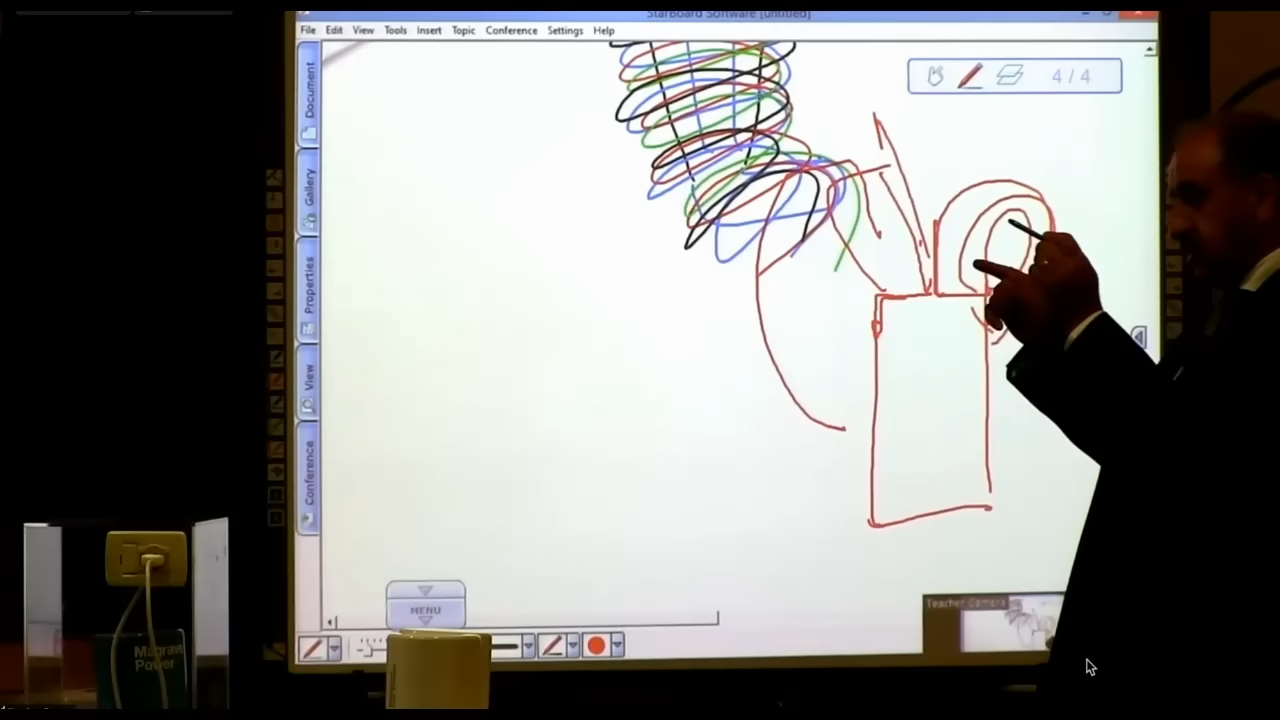 StarBoard Software [untitled]
File Edit View Tools Insert Topic Conference Settings Help
Document
Gallery
Properties
View
Conference
4 / 4
MENU
Teacher Camera
Magravs
Power